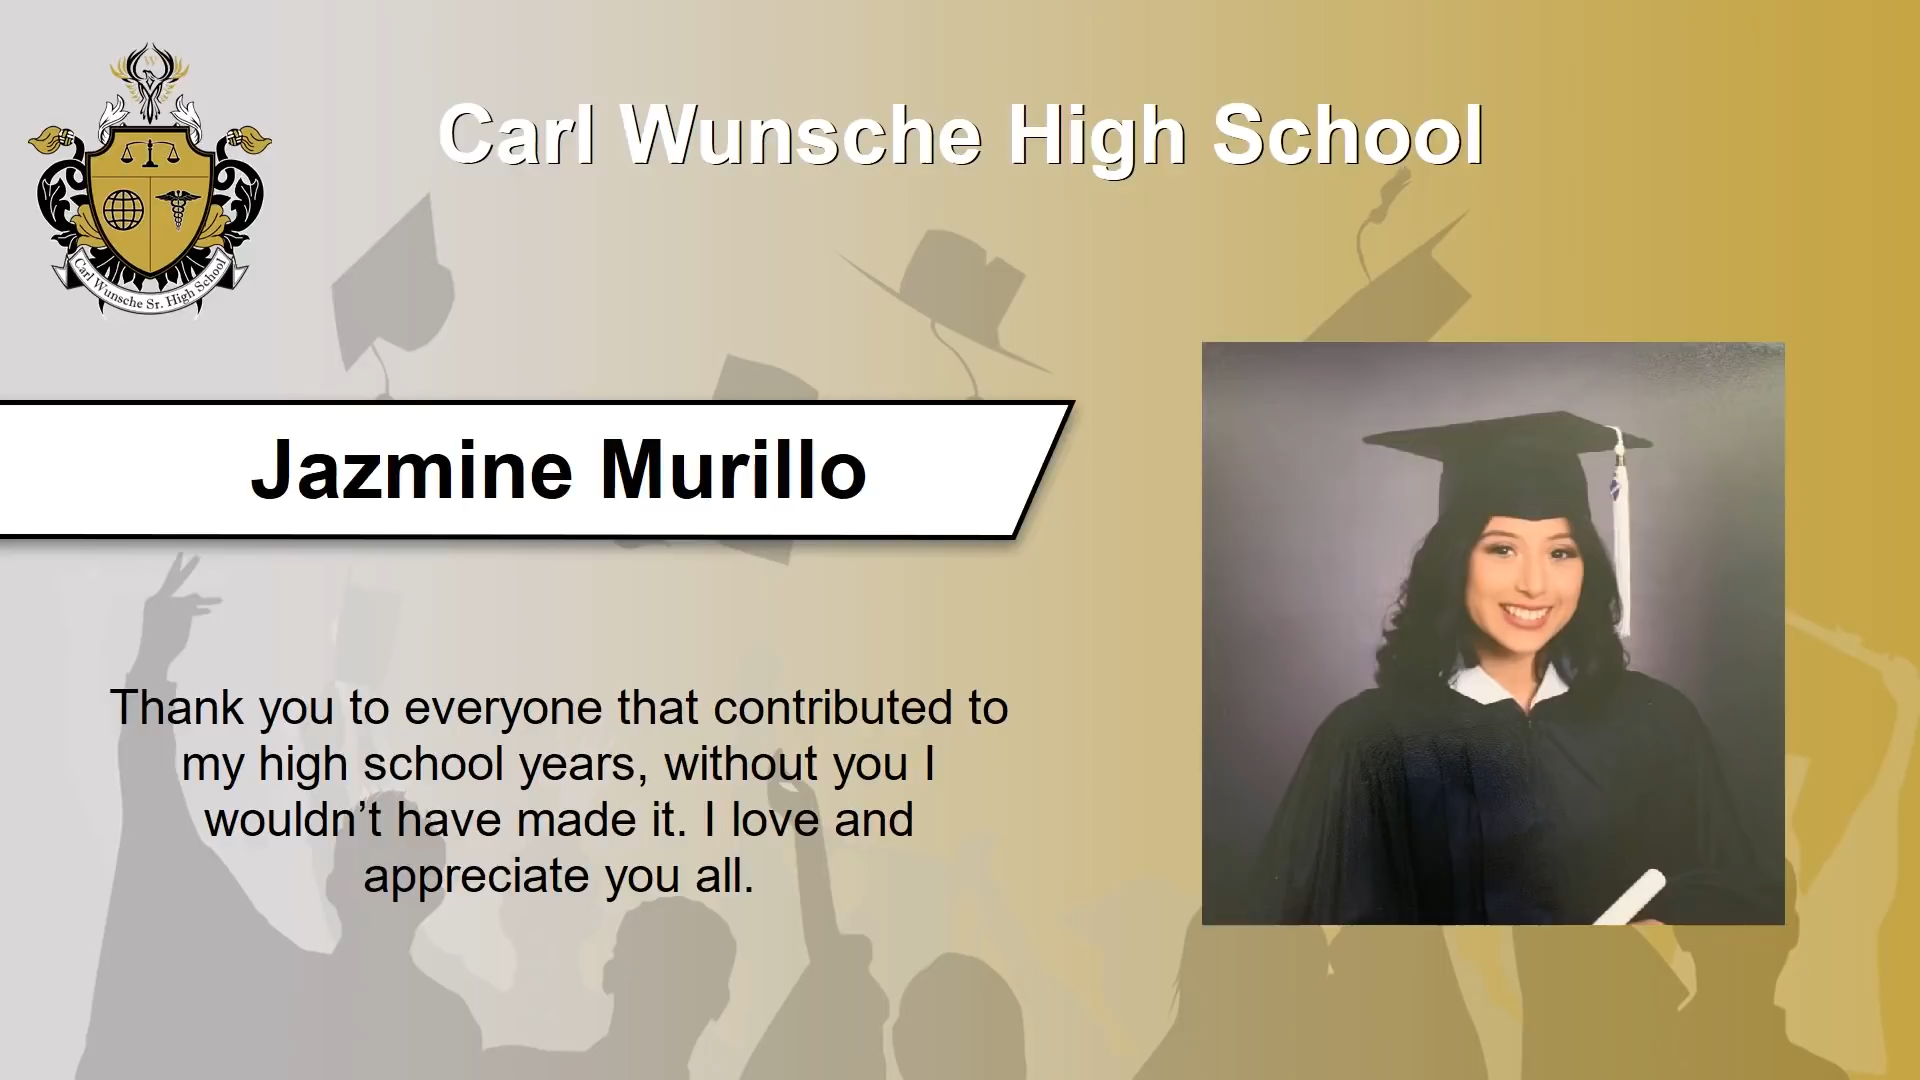 W
Carl Wunsche Sr. High School
Carl Wunsche High School
Jazmine Murillo
Thank you to everyone that contributed to
my high school years, without you I
wouldn’t have made it. I love and
appreciate you all.